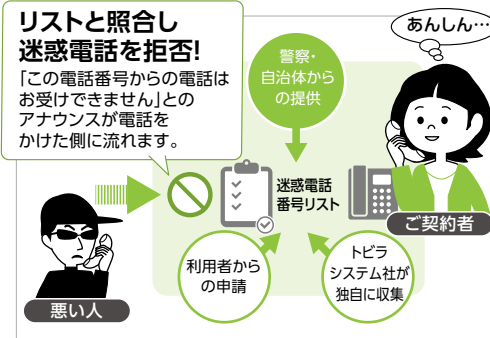 リストと照合し
迷惑電話を拒否!
「この電話番号からの電話は
お受けできません」との
アナウンスが電話を
かけた側に流れます。
あんしん…
警察・
自治体から
の提供
迷惑電話
番号リスト
ご契約者
利用者から
の申請
トビラ
システム社が
独自に収集
悪い人